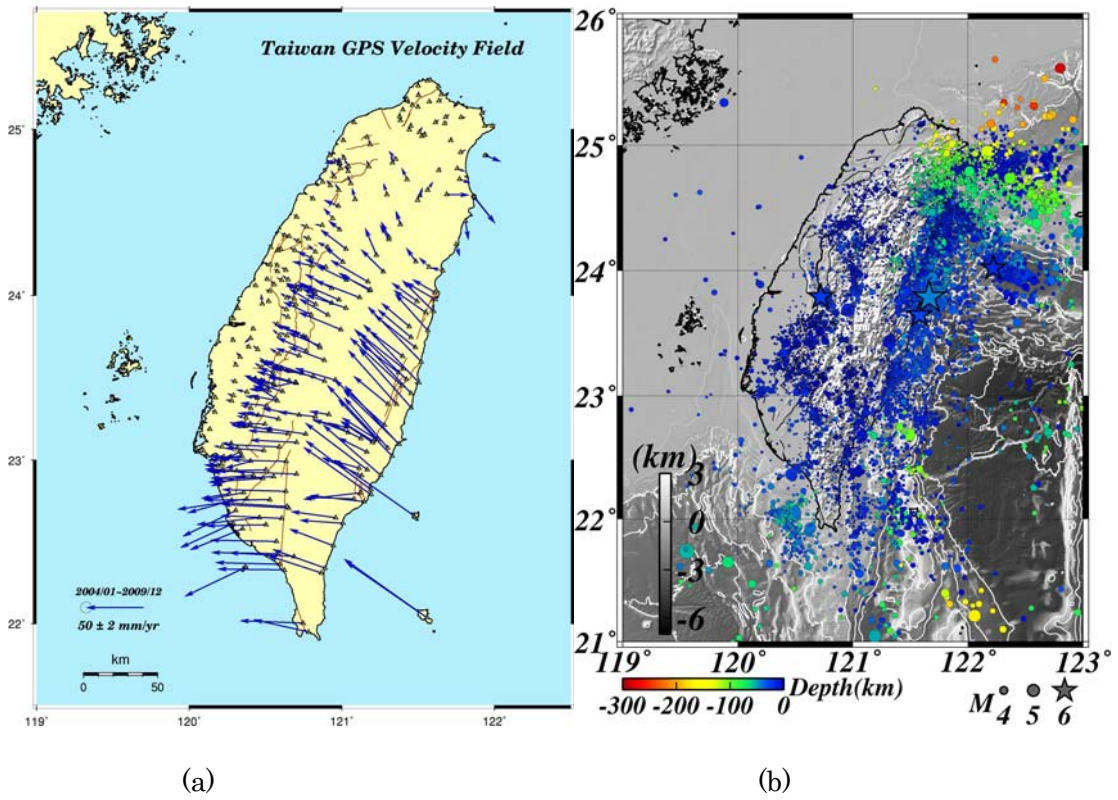 Taiwan GPS Velocity Field
25˚
24˚
23˚
22˚
2004/01-2009/12
50 ± 2 mm/yr
km
0 50
119˚ 120˚ 121˚ 122˚
(a)
26°
25°
24°
23°
22°
21°
(km)
3
0
-3
-6
119° 120° 121° 122° 123°
Depth(km)
-300 -200 -100 0
M 4 5 6
(b)